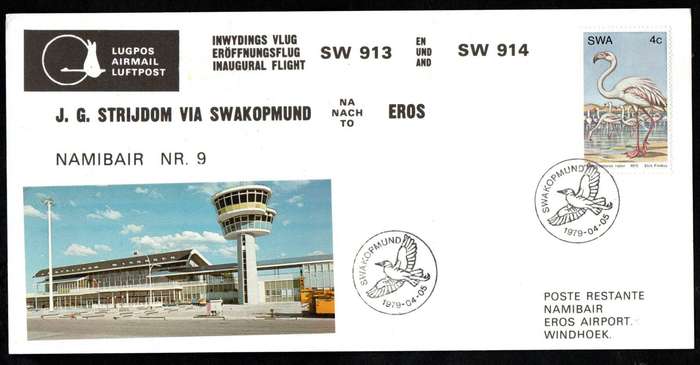 LUGPOS
AIRMAIL
LUFTPOST
INWYDINGS VLUG
ERÖFFNUNGSFLUG
INAUGURAL FLIGHT
SW 913
EN
UND
AND
SW 914
J. G. STRIJDOM VIA SWAKOPMUND
NA
NACH
TO
EROS
NAMIBAIR NR. 9
SWA 4c
SWAKOPMUND
1979-04-05
SWAKOPMUND
1979-04-05
POSTE RESTANTE
NAMIBAIR
EROS AIRPORT.
WINDHOEK.